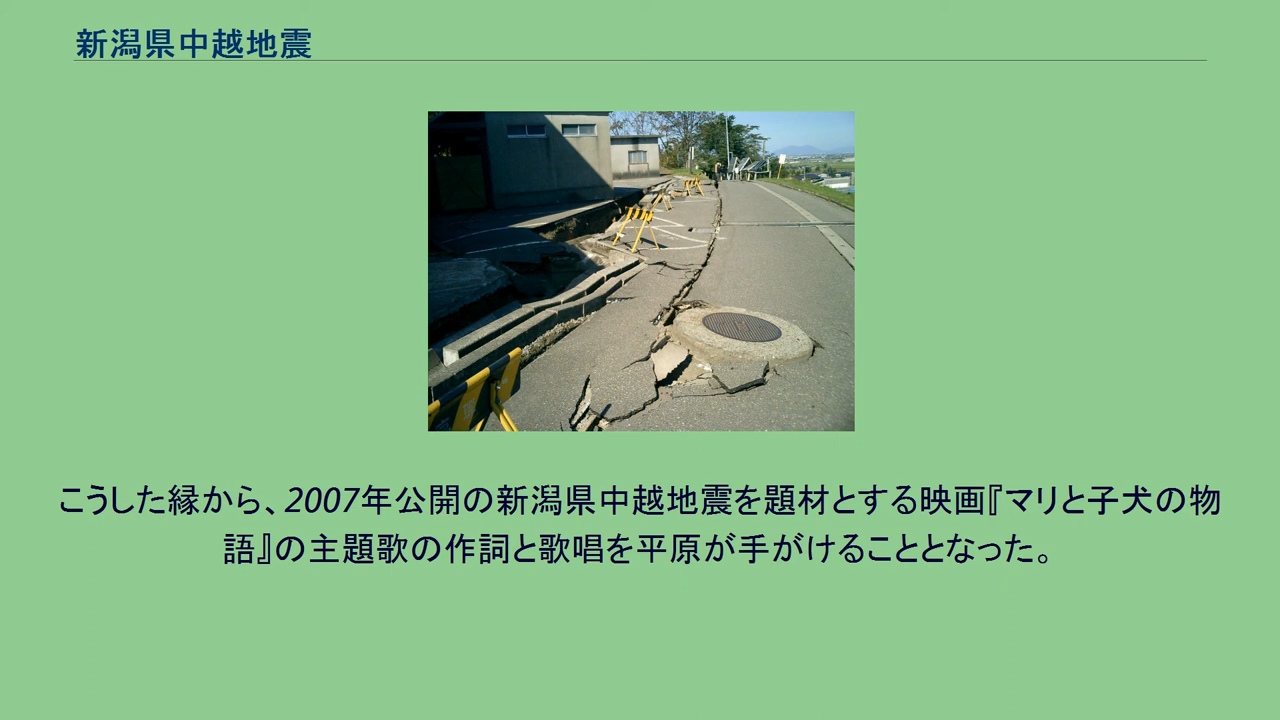 新潟県中越地震
こうした縁から、2007年公開の新潟県中越地震を題材とする映画『マリと子犬の物
語』の主題歌の作詞と歌唱を平原が手がけることとなった。